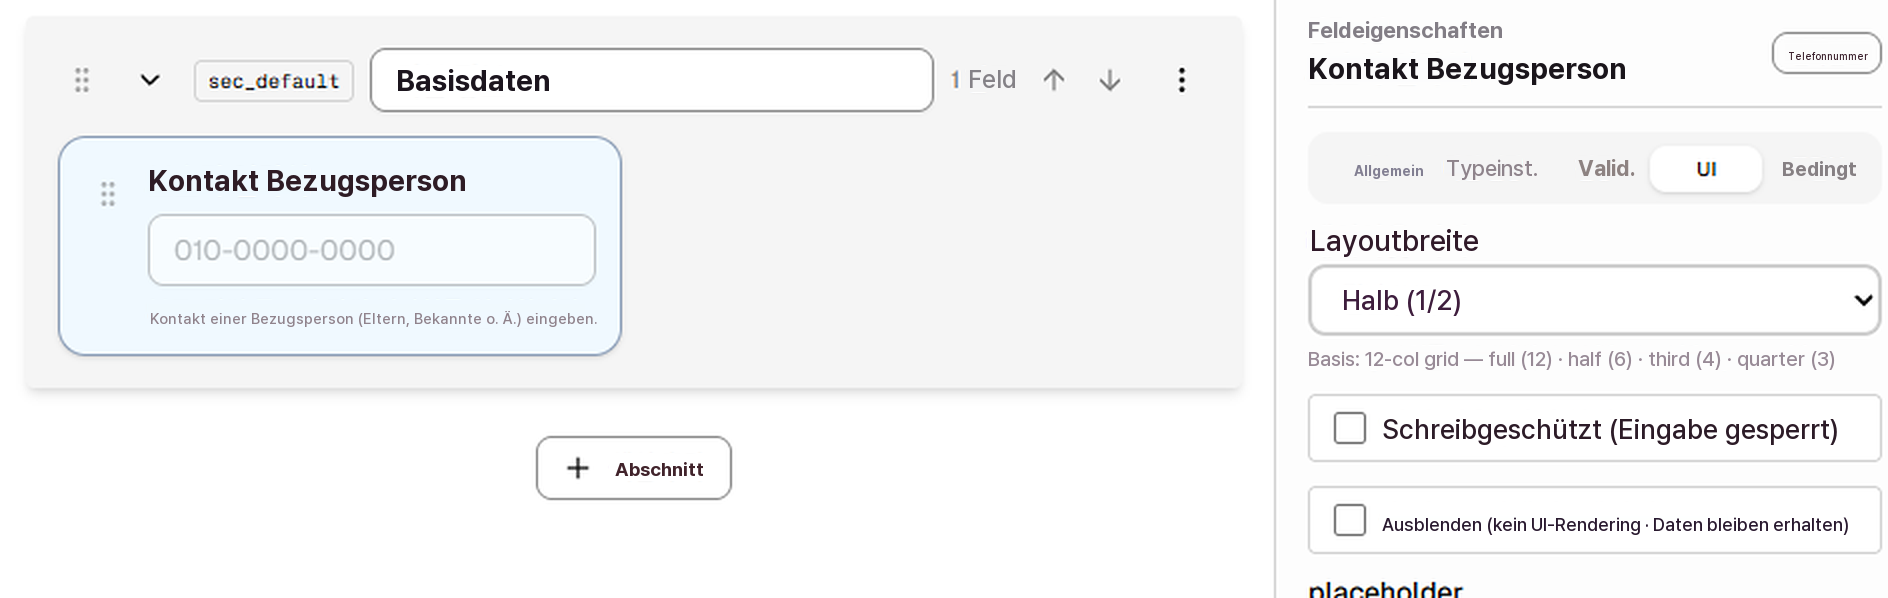 sec_default
Basisdaten
1 Feld
Kontakt Bezugsperson
010-0000-0000
Kontakt einer Bezugsperson (Eltern, Bekannte o. Ä.) eingeben.
Abschnitt
Feldeigenschaften
Kontakt Bezugsperson
Telefonnummer
Allgemein Typeinst. Valid. UI Bedingt
Layoutbreite
Halb (1/2)
Basis: 12-col grid — full (12) · half (6) · third (4) · quarter (3)
Schreibgeschützt (Eingabe gesperrt)
Ausblenden (kein UI-Rendering · Daten bleiben erhalten)
placeholder